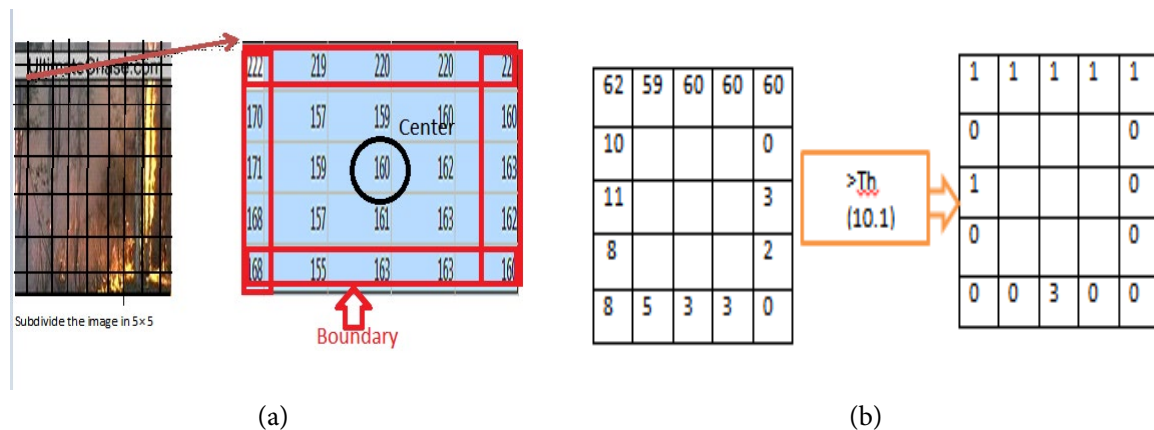 UltimateChase.com
222 219 220 220 22
170 157 159 160 160
Center
171 159 160 162 163
168 157 161 163 162
168 155 163 163 160
Boundary
Subdivide the image in 5×5
(a)
62 59 60 60 60
10 0
11 3
8 2
8 5 3 3 0
>Th
(10.1)
1 1 1 1 1
0 0
1 0
0 0
0 0 3 0 0
(b)